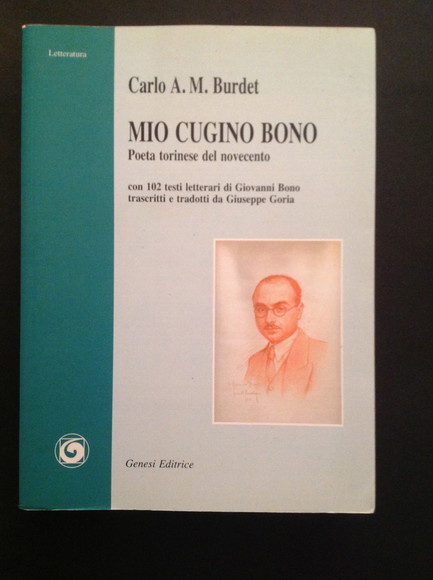 Letteratura
Carlo A. M. Burdet
MIO CUGINO BONO
Poeta torinese del novecento
con 102 testi letterari di Giovanni Bono
trascritti e tradotti da Giuseppe Goria
Genesi Editrice